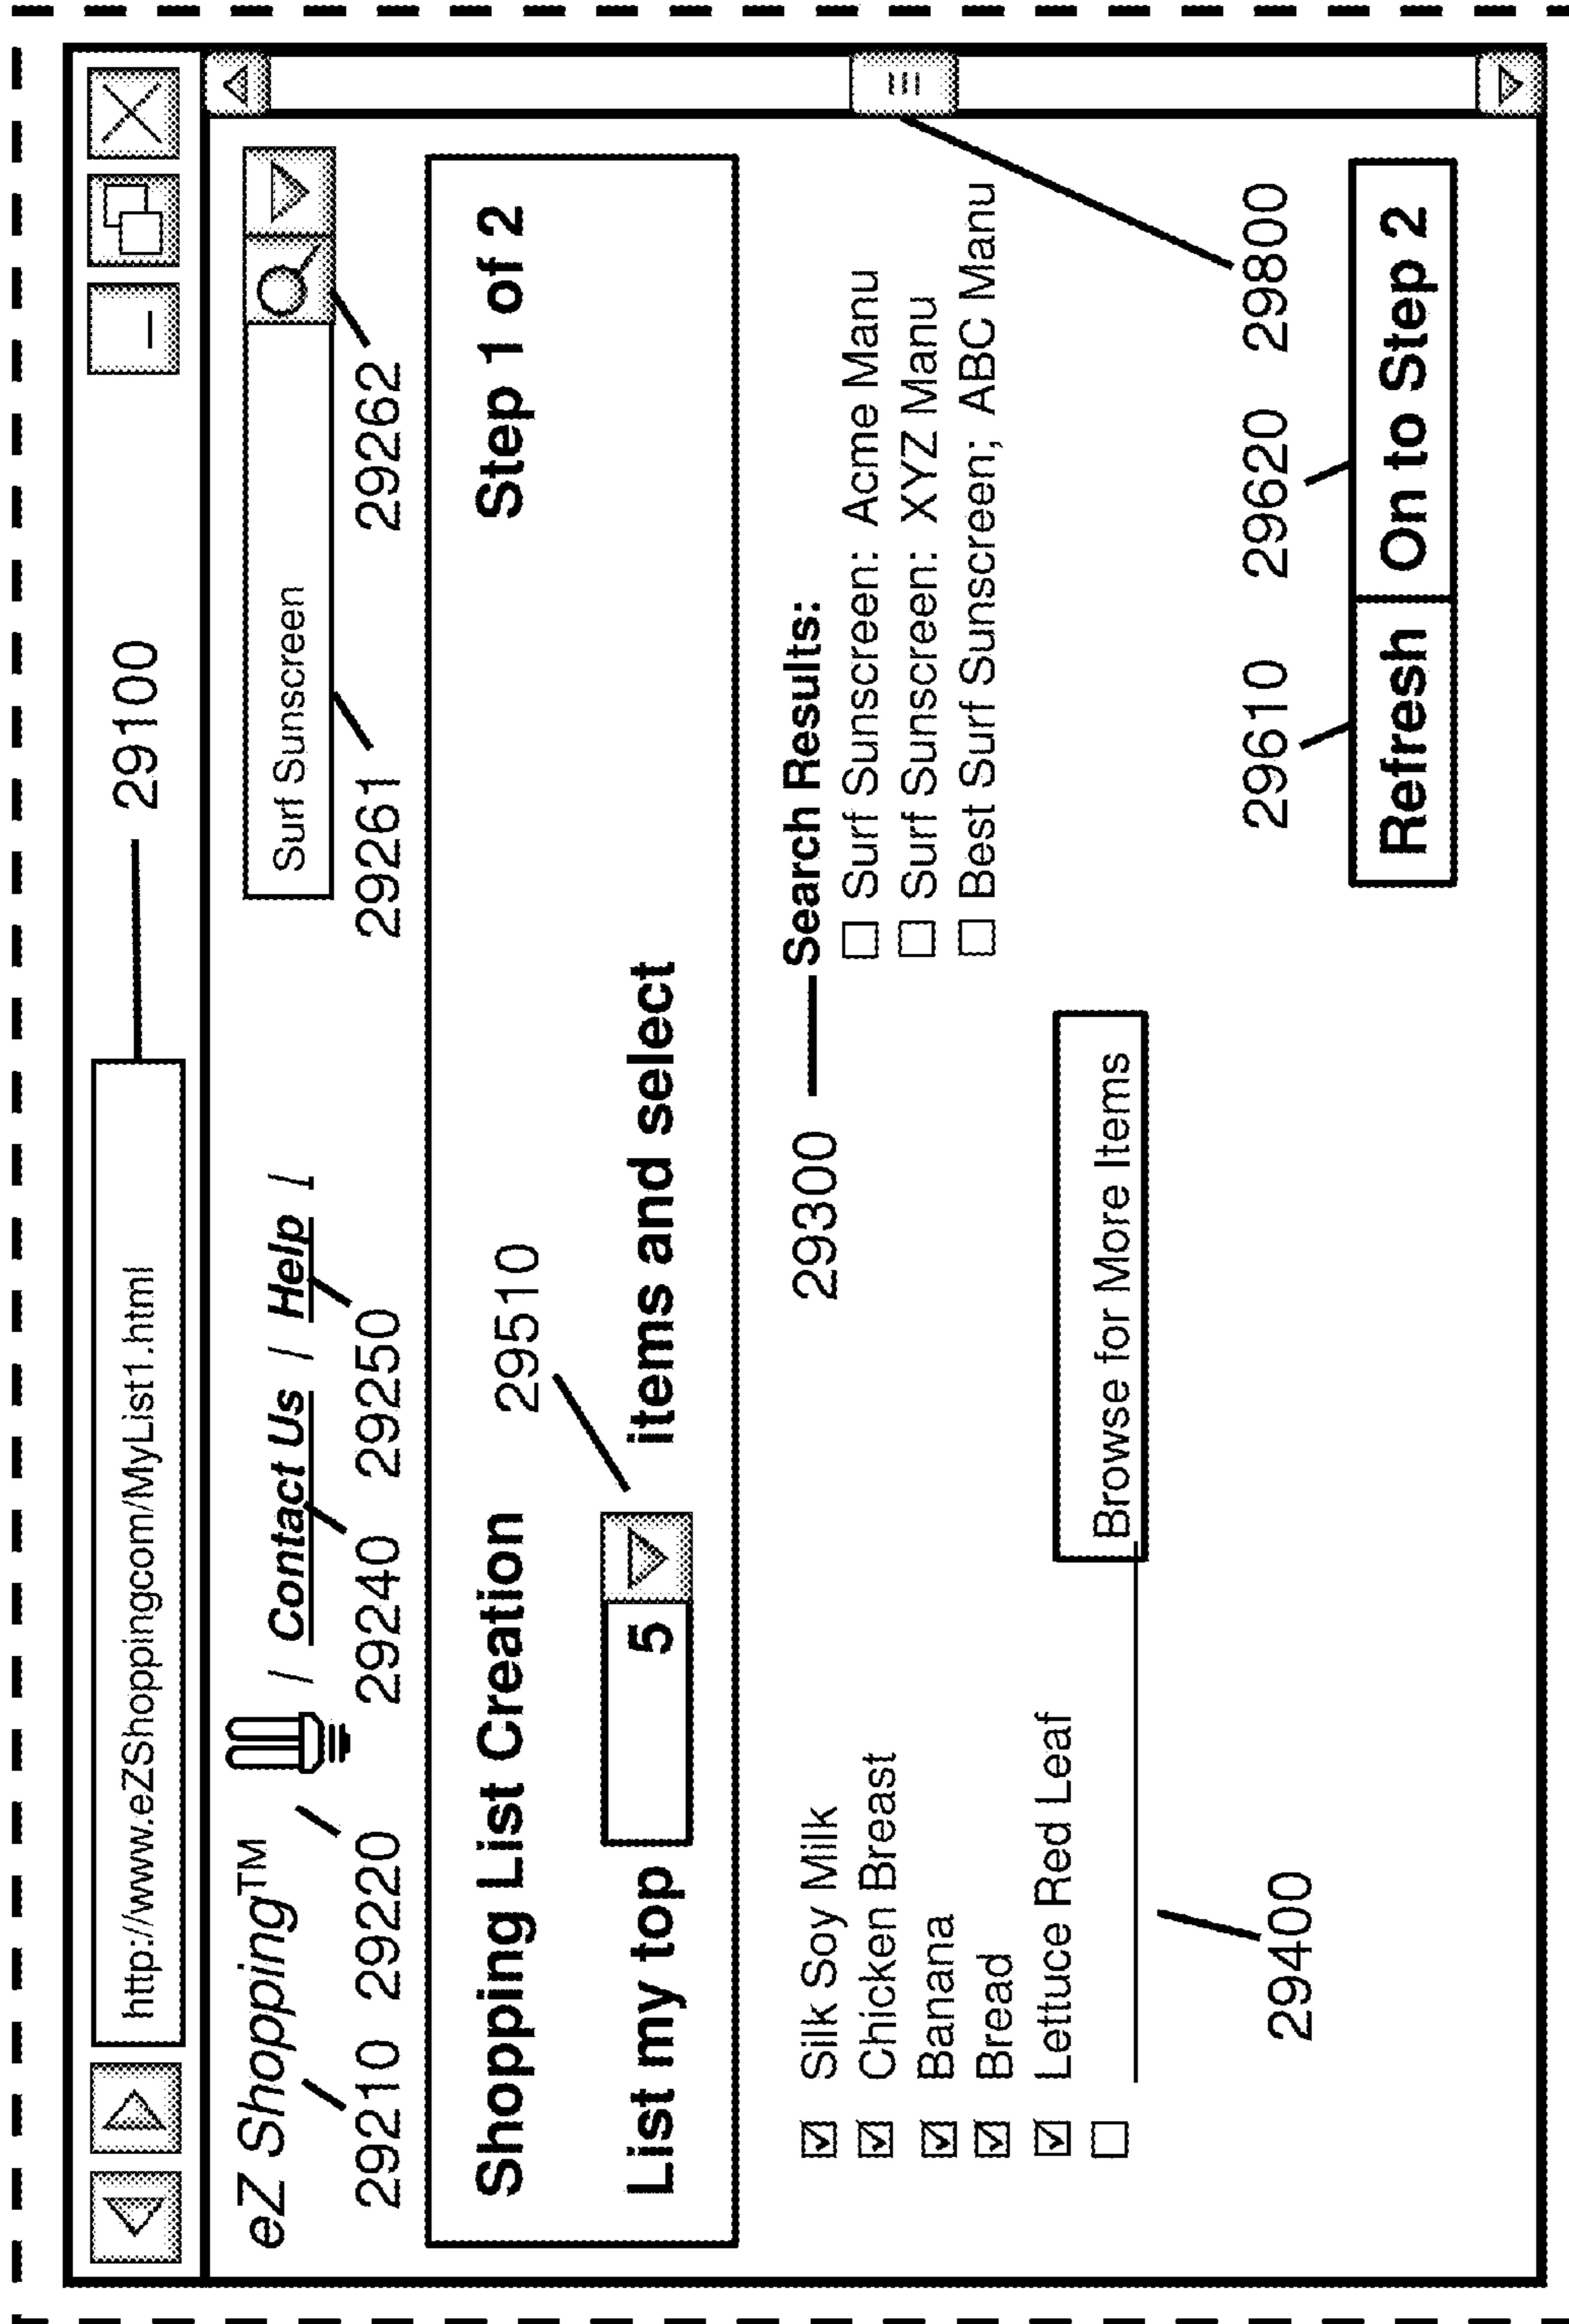 http://www.eZShoppingcom/MyList1.html
29100
eZ Shopping™ / Contact Us / Help /
Surf Sunscreen
29210 29220 29240 29250 29261 29262
Shopping List Creation
Step 1 of 2
29510
List my top 5 items and select
Silk Soy Milk
Chicken Breast
Banana
Bread
Lettuce Red Leaf
Browse for More Items
29400
29300
Search Results:
Surf Sunscreen: Acme Manu
Surf Sunscreen: XYZ Manu
Best Surf Sunscreen; ABC Manu
29610 29620 29800
Refresh On to Step 2